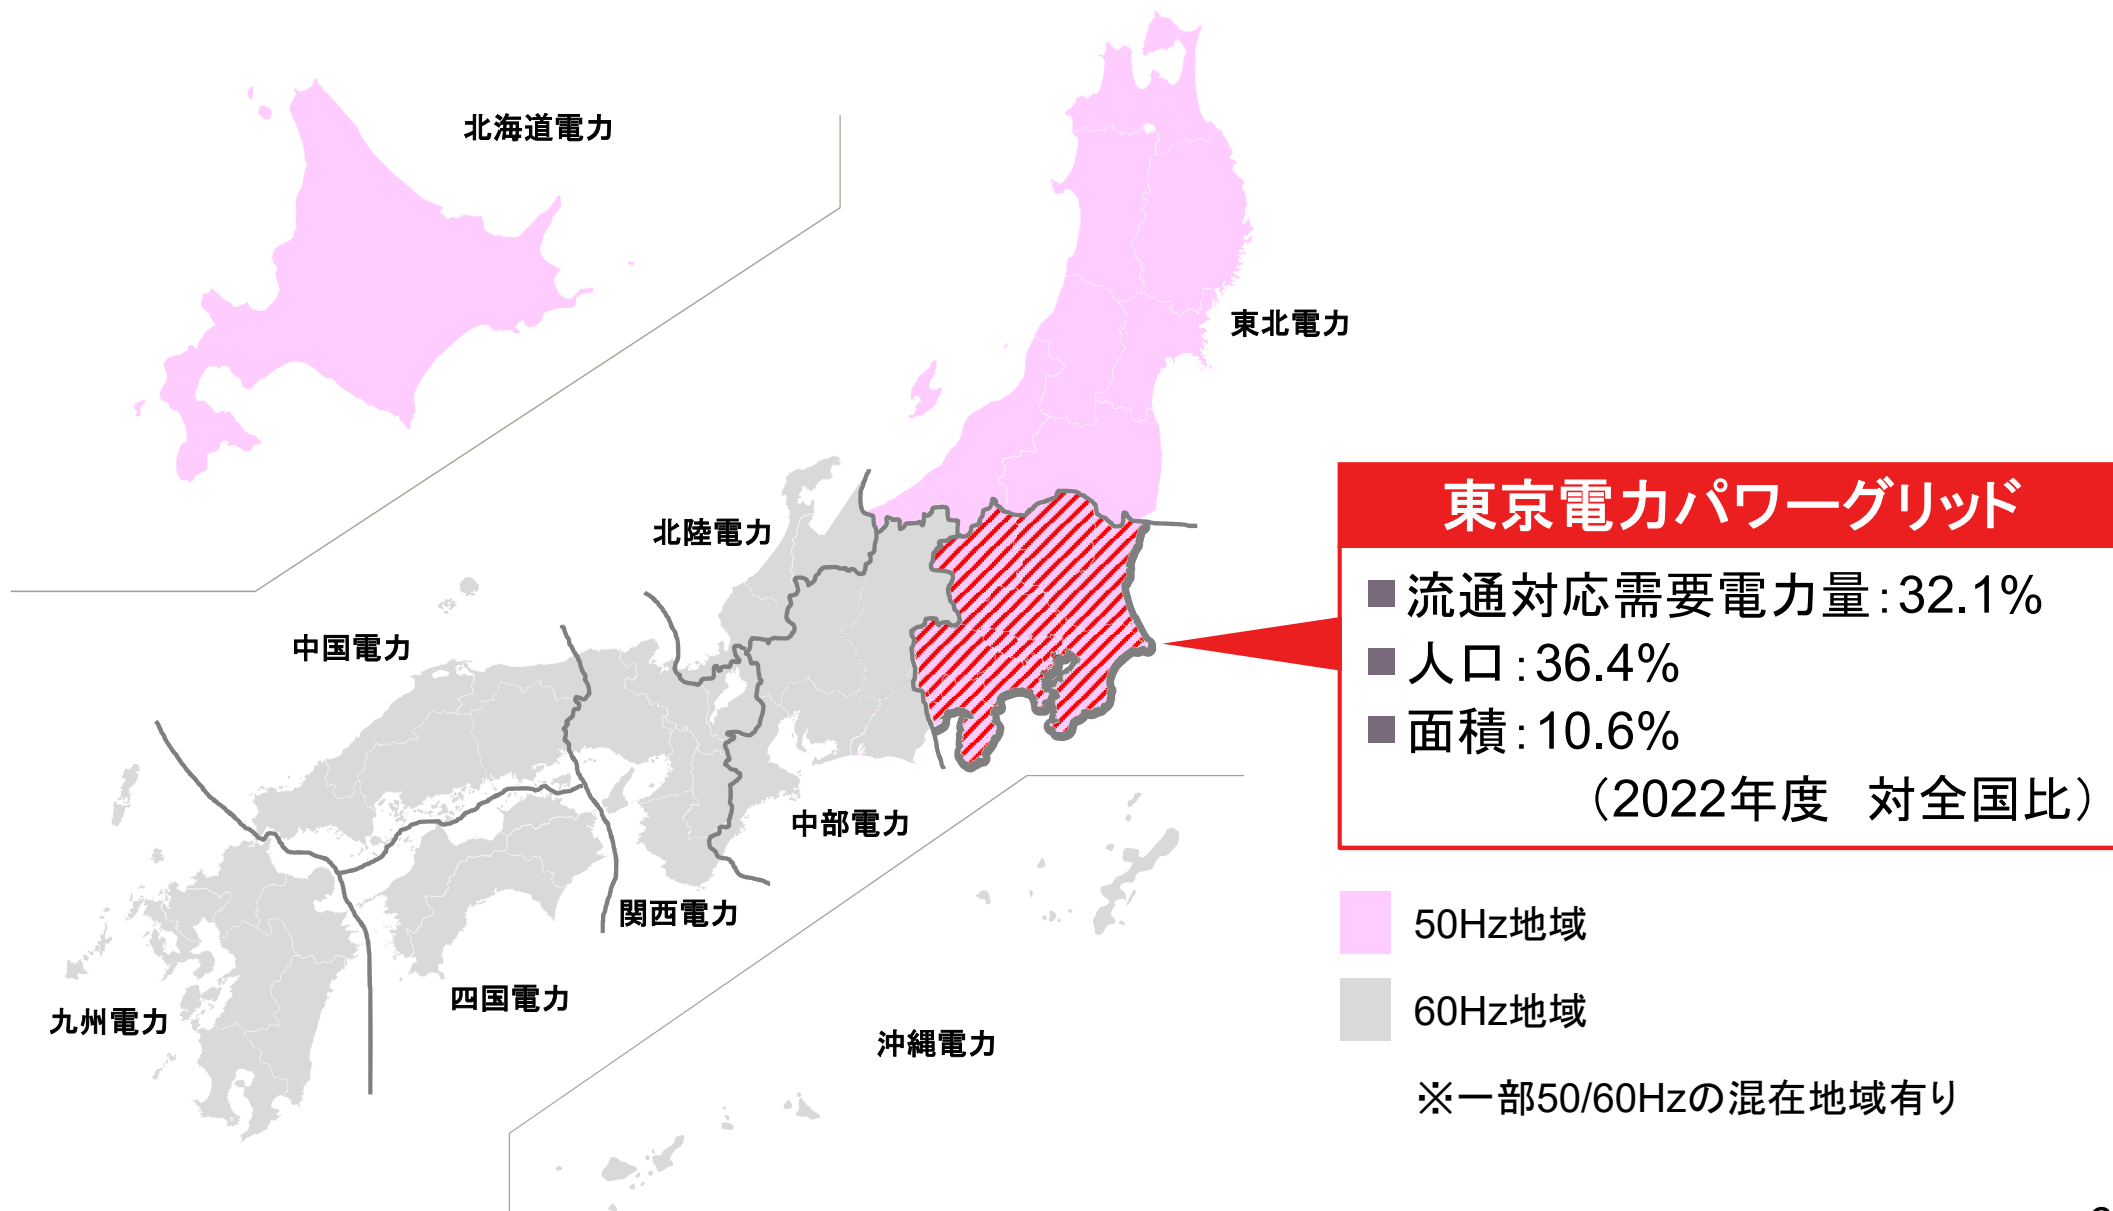 北海道電力
東北電力
北陸電力
中国電力
中部電力
関西電力
四国電力
九州電力
沖縄電力
東京電力パワーグリッド
■流通対応需要電力量:32.1%
■人口:36.4%
■面積:10.6%
（2022年度　対全国比）
50Hz地域
60Hz地域
※一部50/60Hzの混在地域有り